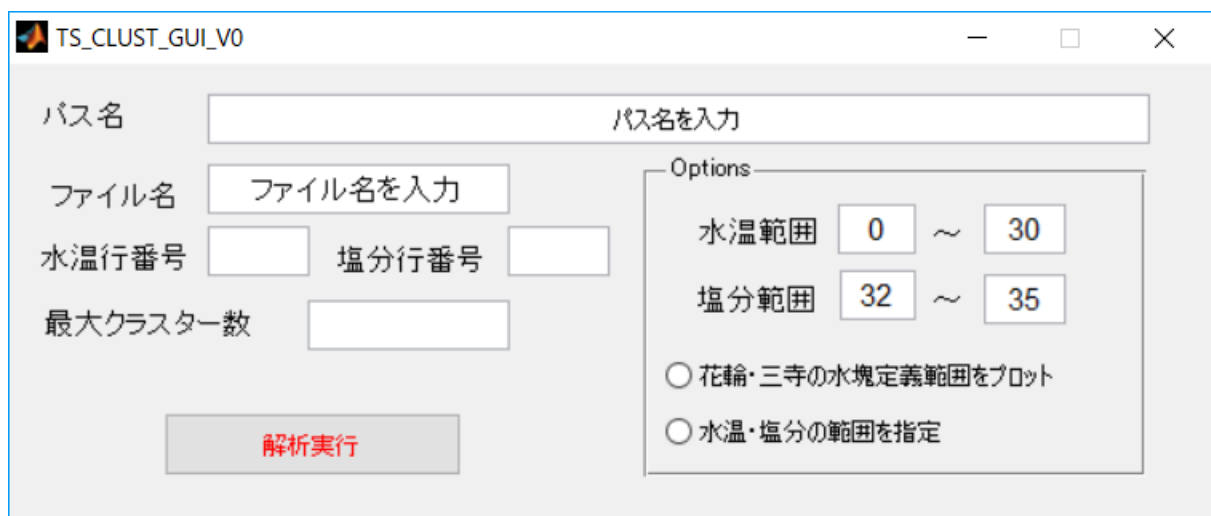 TS_CLUST_GUI_V0
パス名 パス名を入力
ファイル名 ファイル名を入力
水温行番号 塩分行番号
最大クラスター数
解析実行
Options
水温範囲 0 ～ 30
塩分範囲 32 ～ 35
花輪・三寺の水塊定義範囲をプロット
水温・塩分の範囲を指定